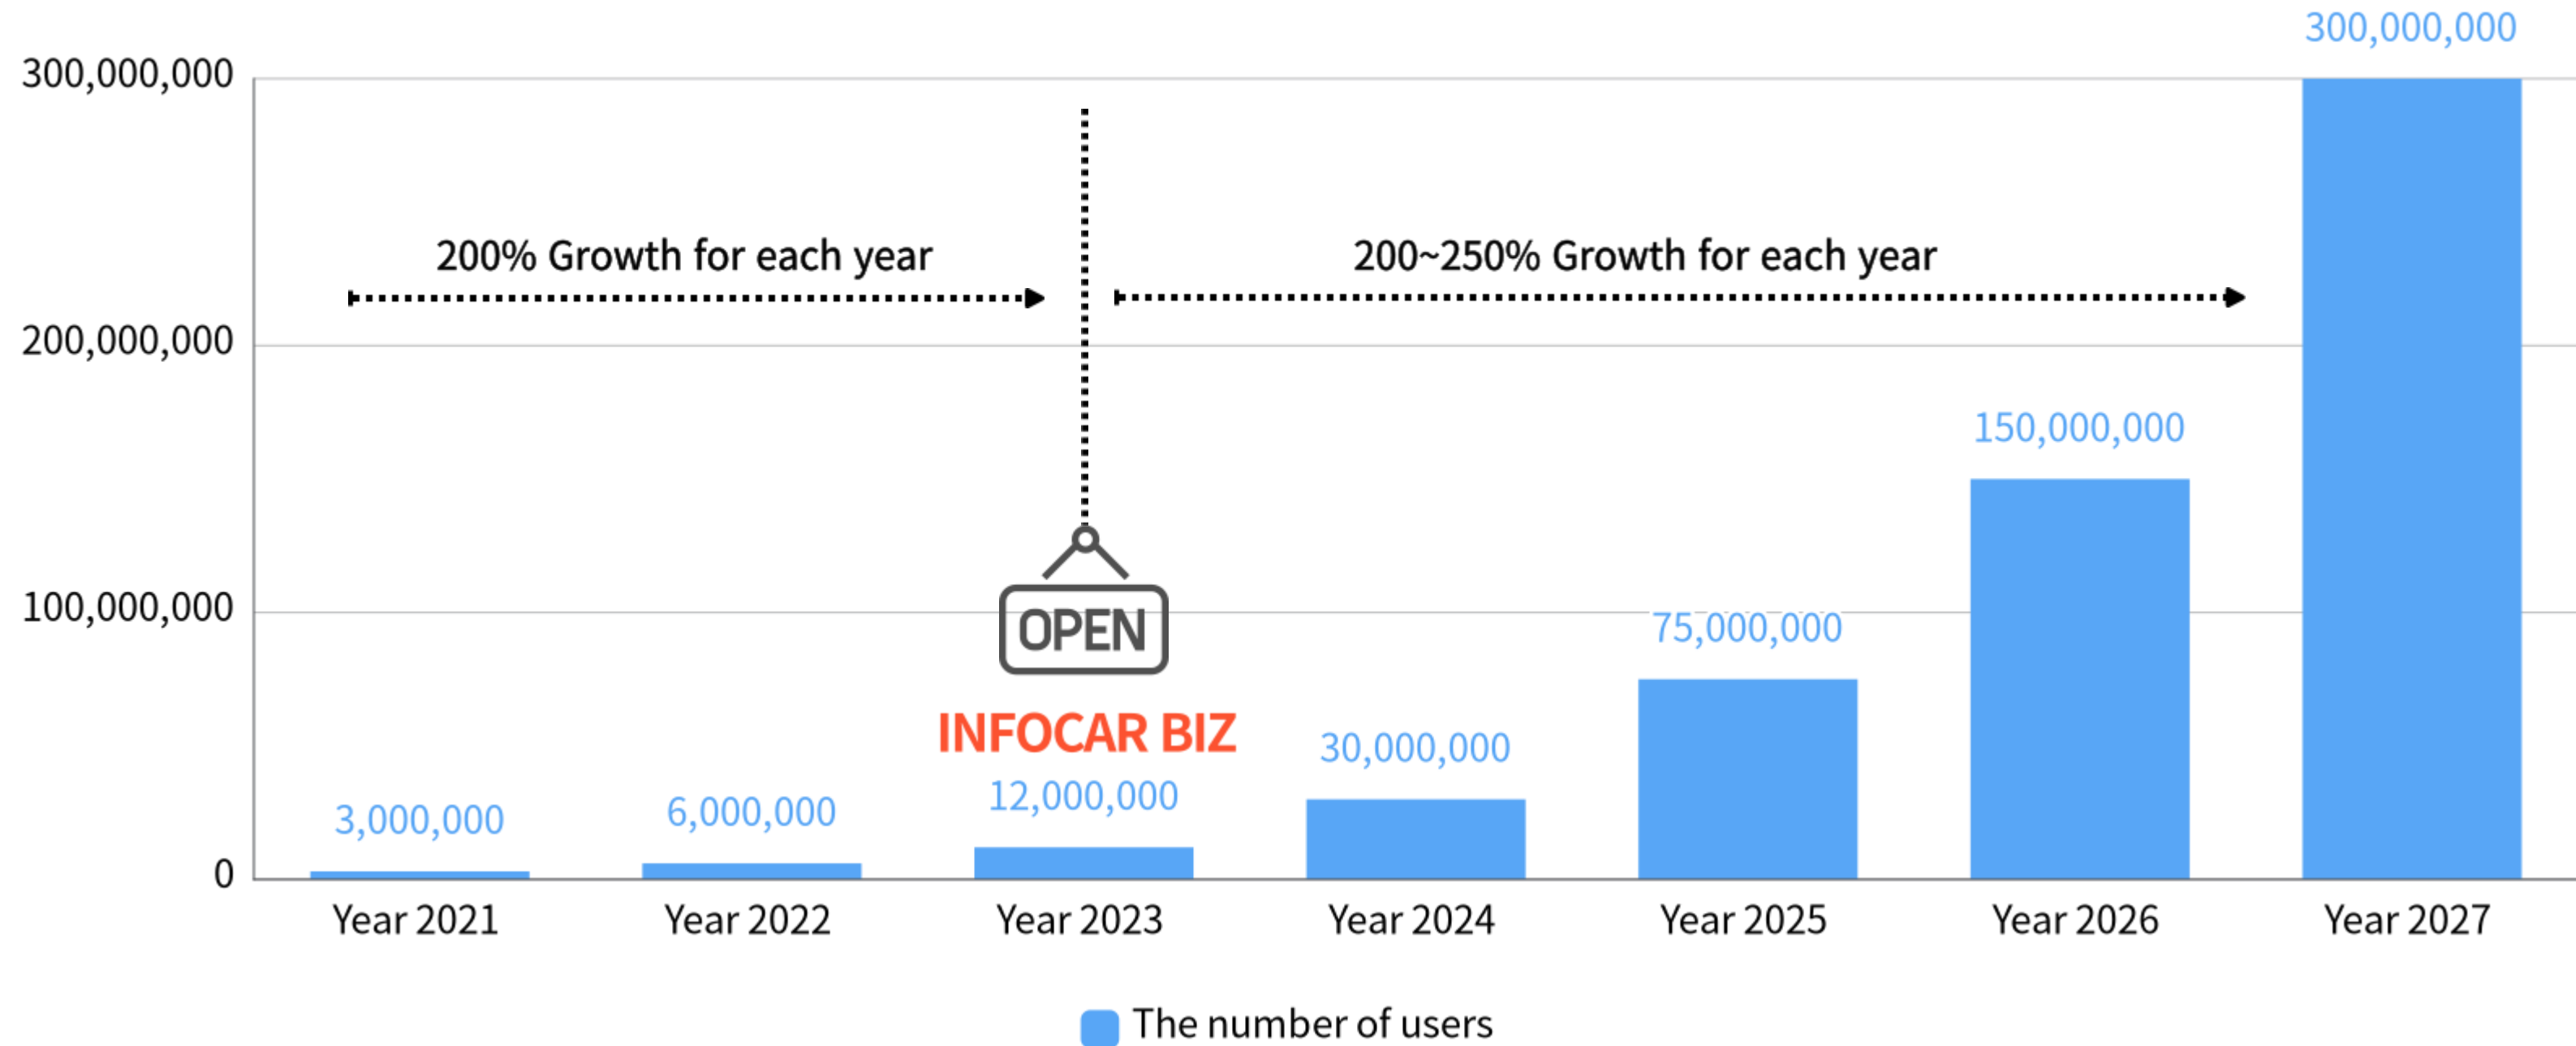 300,000,000
300,000,000
200% Growth for each year
200~250% Growth for each year
200,000,000
150,000,000
100,000,000
OPEN
75,000,000
INFOCAR BIZ
30,000,000
12,000,000
6,000,000
3,000,000
0
Year 2021 Year 2022 Year 2023 Year 2024 Year 2025 Year 2026 Year 2027
The number of users